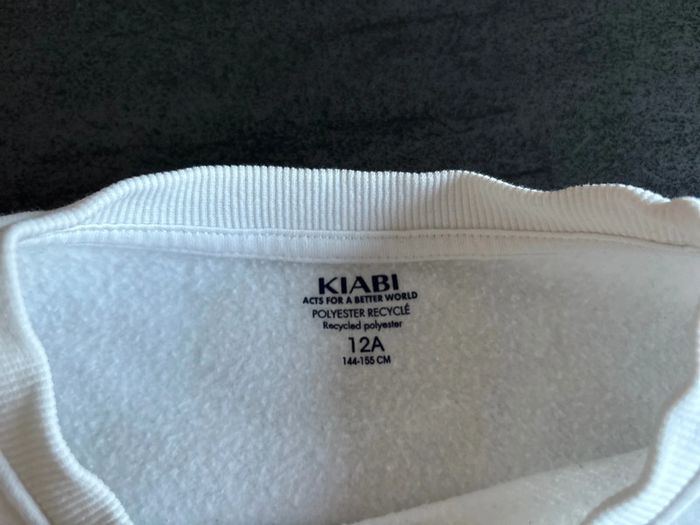 KIABI
ACTS FOR A BETTER WORLD
POLYESTER RECYCLÉ
Recycled polyester
12A
144-155 CM